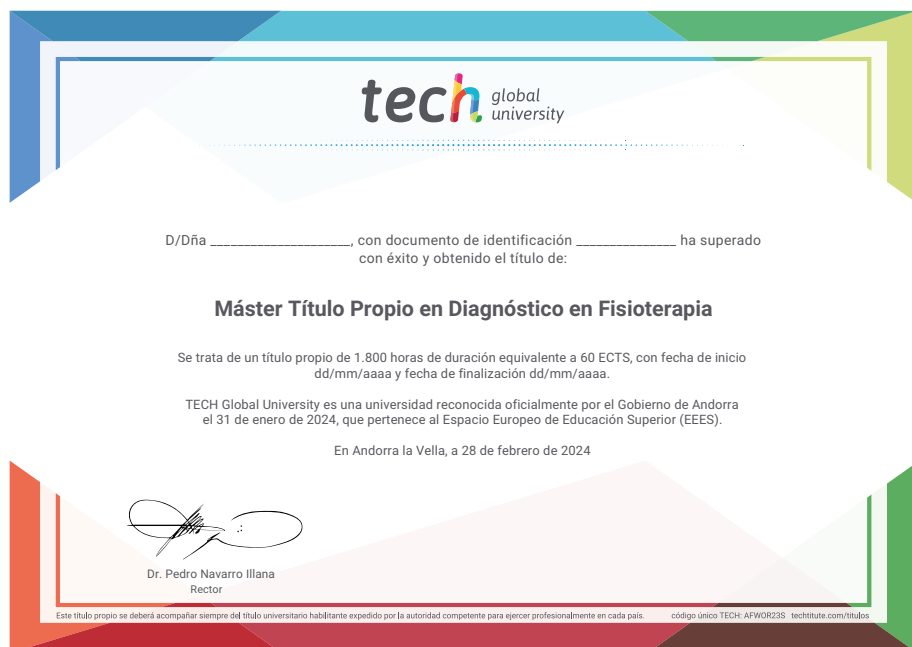 tech global university
D/Dña _____________________, con documento de identificación _______________ ha superado
con éxito y obtenido el título de:
Máster Título Propio en Diagnóstico en Fisioterapia
Se trata de un título propio de 1.800 horas de duración equivalente a 60 ECTS, con fecha de inicio
dd/mm/aaaa y fecha de finalización dd/mm/aaaa.
TECH Global University es una universidad reconocida oficialmente por el Gobierno de Andorra
el 31 de enero de 2024, que pertenece al Espacio Europeo de Educación Superior (EEES).
En Andorra la Vella, a 28 de febrero de 2024
Dr. Pedro Navarro Illana
Rector
Este título propio se deberá acompañar siempre del título universitario habilitante expedido por la autoridad competente para ejercer profesionalmente en cada país. código único TECH: AFWOR23S techtitute.com/titulos